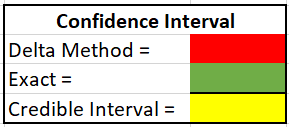 Confidence Interval
Delta Method =
Exact =
Credible Interval =